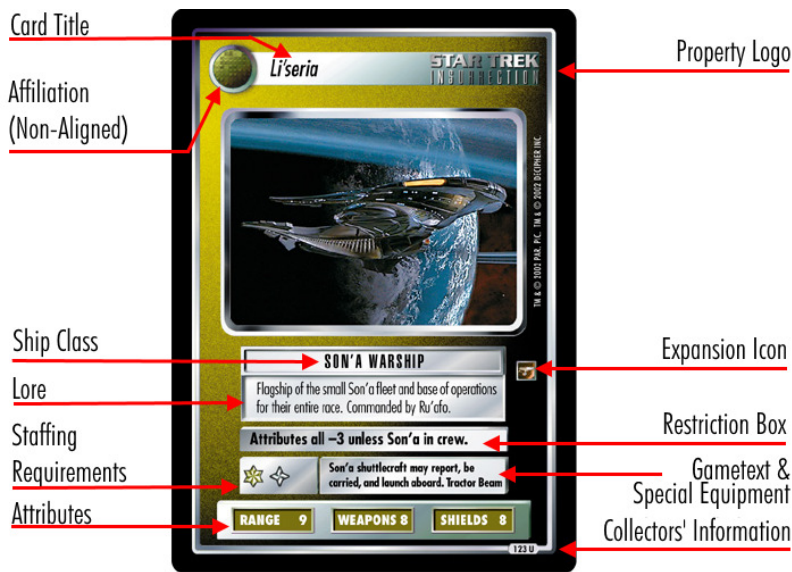 Card Title
Affiliation
(Non-Aligned)
Ship Class
Lore
Staffing
Requirements
Attributes
Li'seria
STAR TREK
INSURRECTION
TM & © 2002 PAR. PIC. TM & © 2002 DECIPHER INC.
SON'A WARSHIP
Flagship of the small Son'a fleet and base of operations
for their entire race. Commanded by Ru'afo.
Attributes all –3 unless Son'a in crew.
Son'a shuttlecraft may report, be
carried, and launch aboard. Tractor Beam
RANGE 9 WEAPONS 8 SHIELDS 8
123 U
Property Logo
Expansion Icon
Restriction Box
Gametext &
Special Equipment
Collectors' Information